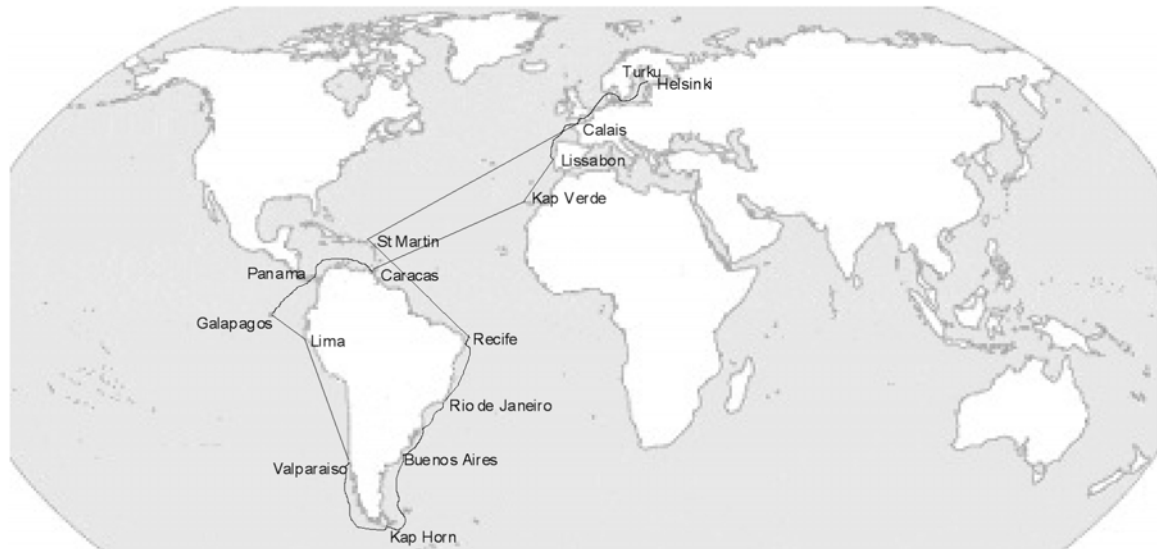 Turku
Helsinki
Calais
Lissabon
Kap Verde
St Martin
Panama
Caracas
Galapagos
Lima
Recife
Rio de Janeiro
Buenos Aires
Valparaiso
Kap Horn